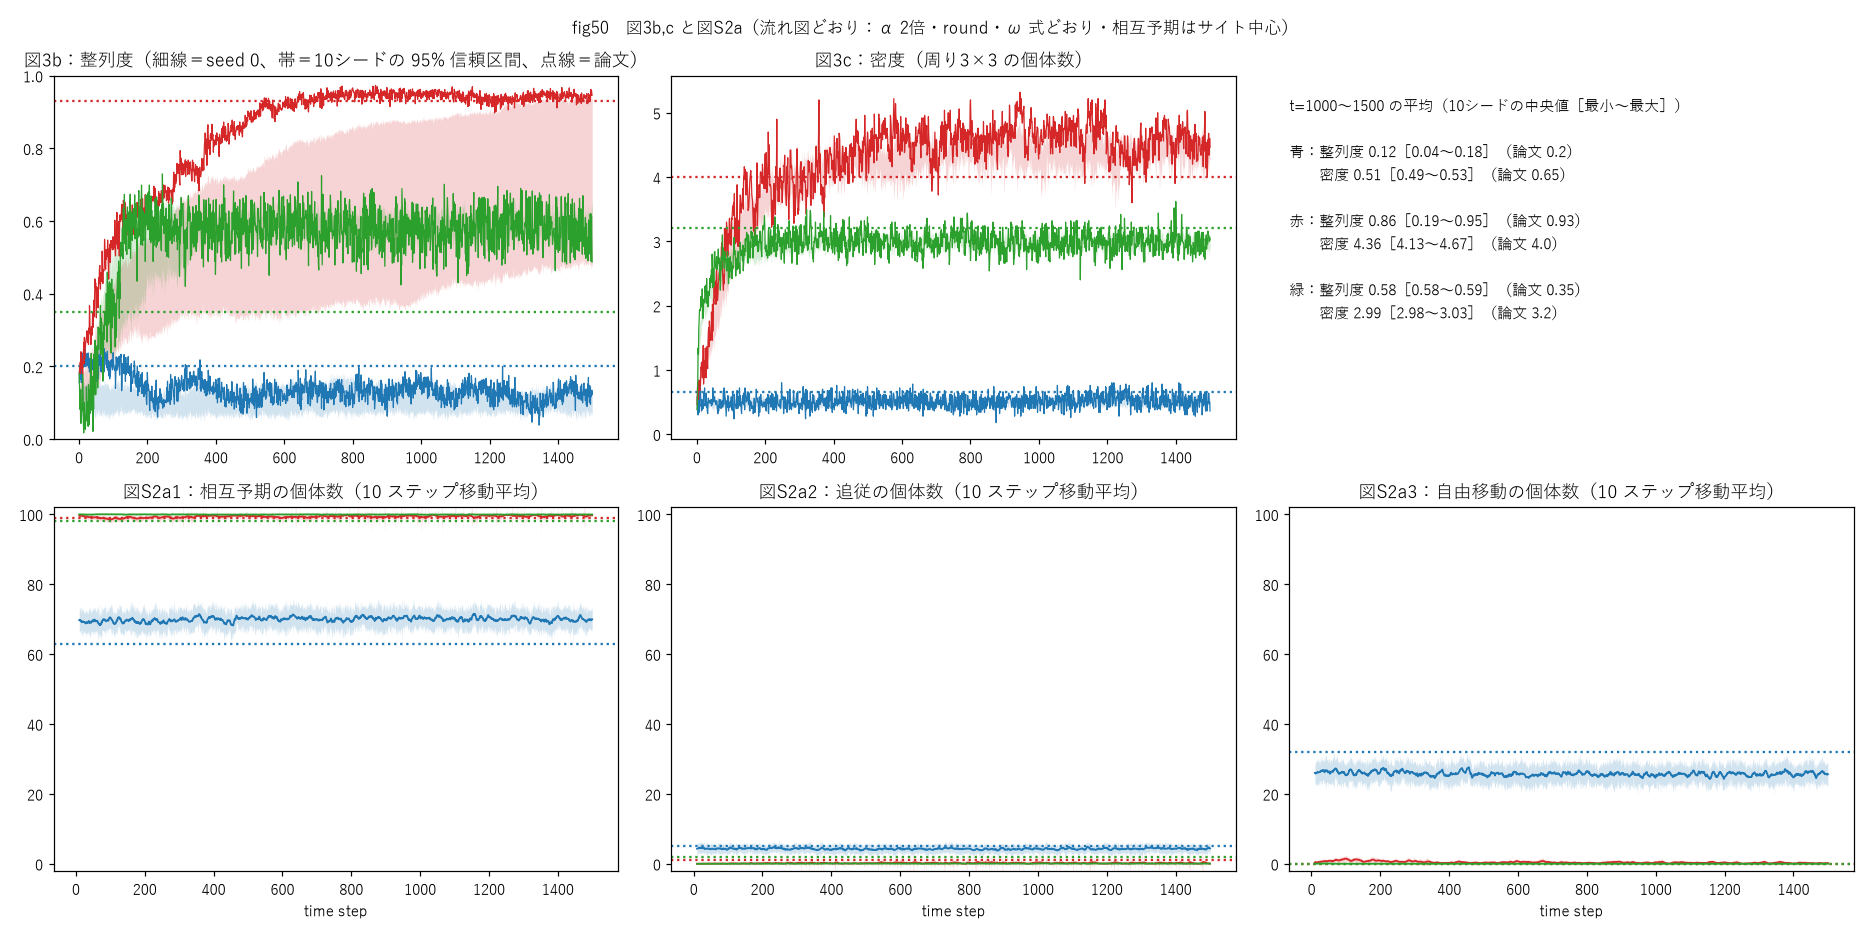 fig50　図3b,c と図S2a（流れ図どおり：α 2倍・round・ω 式どおり・相互予期はサイト中心）
図3b：整列度（細線＝seed 0、帯＝10シードの 95% 信頼区間、点線＝論文）
1.0
0.8
0.6
0.4
0.2
0.0
0 200 400 600 800 1000 1200 1400
図3c：密度（周り3×3 の個体数）
5
4
3
2
1
0
0 200 400 600 800 1000 1200 1400
t=1000～1500 の平均（10シードの中央値［最小～最大］）
青：整列度 0.12［0.04～0.18］（論文 0.2）
密度 0.51［0.49～0.53］（論文 0.65）
赤：整列度 0.86［0.19～0.95］（論文 0.93）
密度 4.36［4.13～4.67］（論文 4.0）
緑：整列度 0.58［0.58～0.59］（論文 0.35）
密度 2.99［2.98～3.03］（論文 3.2）
図S2a1：相互予期の個体数（10 ステップ移動平均）
100
80
60
40
20
0
0 200 400 600 800 1000 1200 1400
time step
図S2a2：追従の個体数（10 ステップ移動平均）
100
80
60
40
20
0
0 200 400 600 800 1000 1200 1400
time step
図S2a3：自由移動の個体数（10 ステップ移動平均）
100
80
60
40
20
0
0 200 400 600 800 1000 1200 1400
time step